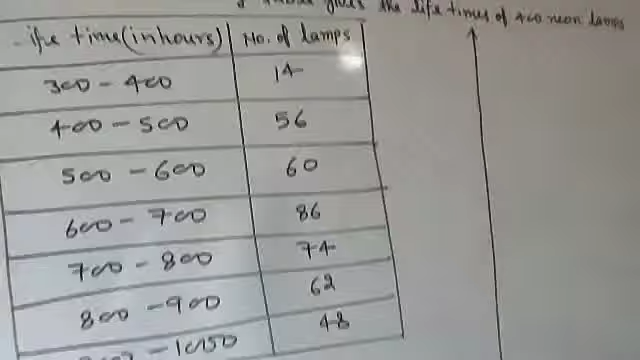 gives the life times of 400 neon lamps
ife time(in hours) No. of lamps
300 - 400 14
400 - 500 56
500 - 600 60
600 - 700 86
700 - 800 74
800 - 900 62
48